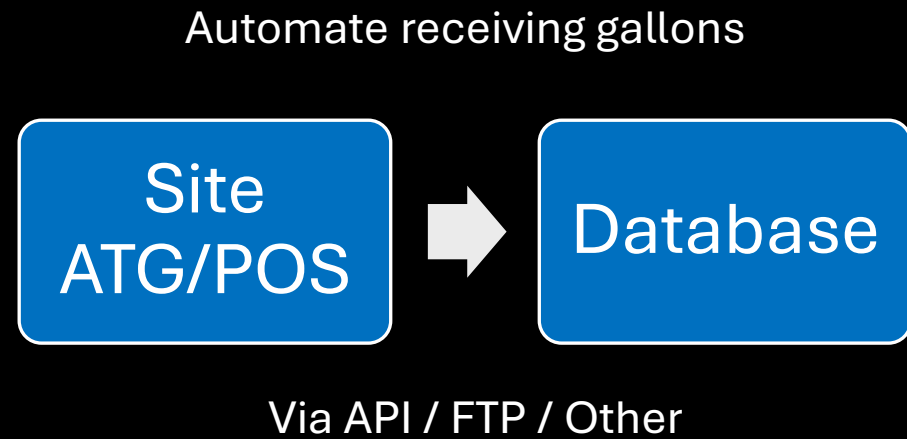 Automate receiving gallons
Site
ATG/POS
Database
Via API / FTP / Other